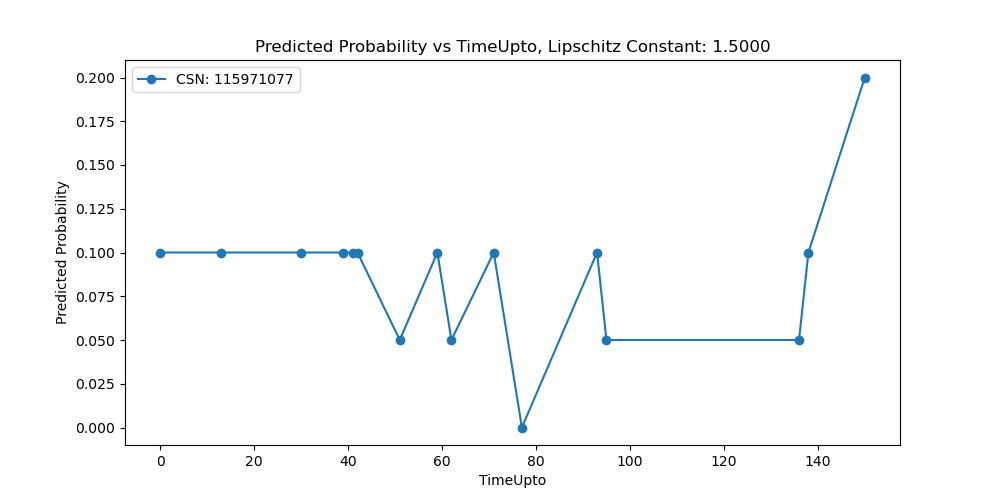 Predicted Probability vs TimeUpto, Lipschitz Constant: 1.5000
CSN: 115971077
Predicted Probability
0.200
0.175
0.150
0.125
0.100
0.075
0.050
0.025
0.000
0 20 40 60 80 100 120 140
TimeUpto